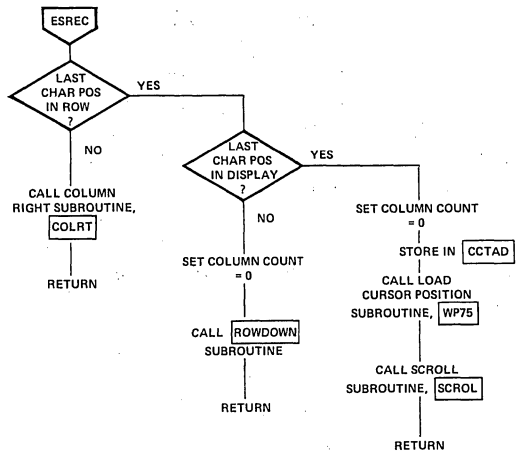 ESREC
LAST
CHAR POS
IN ROW
?
YES
NO
CALL COLUMN
RIGHT SUBROUTINE,
COLRT
RETURN
LAST
CHAR POS
IN DISPLAY
?
YES
NO
SET COLUMN COUNT
= 0
CALL ROWDOWN
SUBROUTINE
RETURN
SET COLUMN COUNT
= 0
STORE IN CCTAD
CALL LOAD
CURSOR POSITION
SUBROUTINE, WP75
CALL SCROLL
SUBROUTINE, SCROL
RETURN